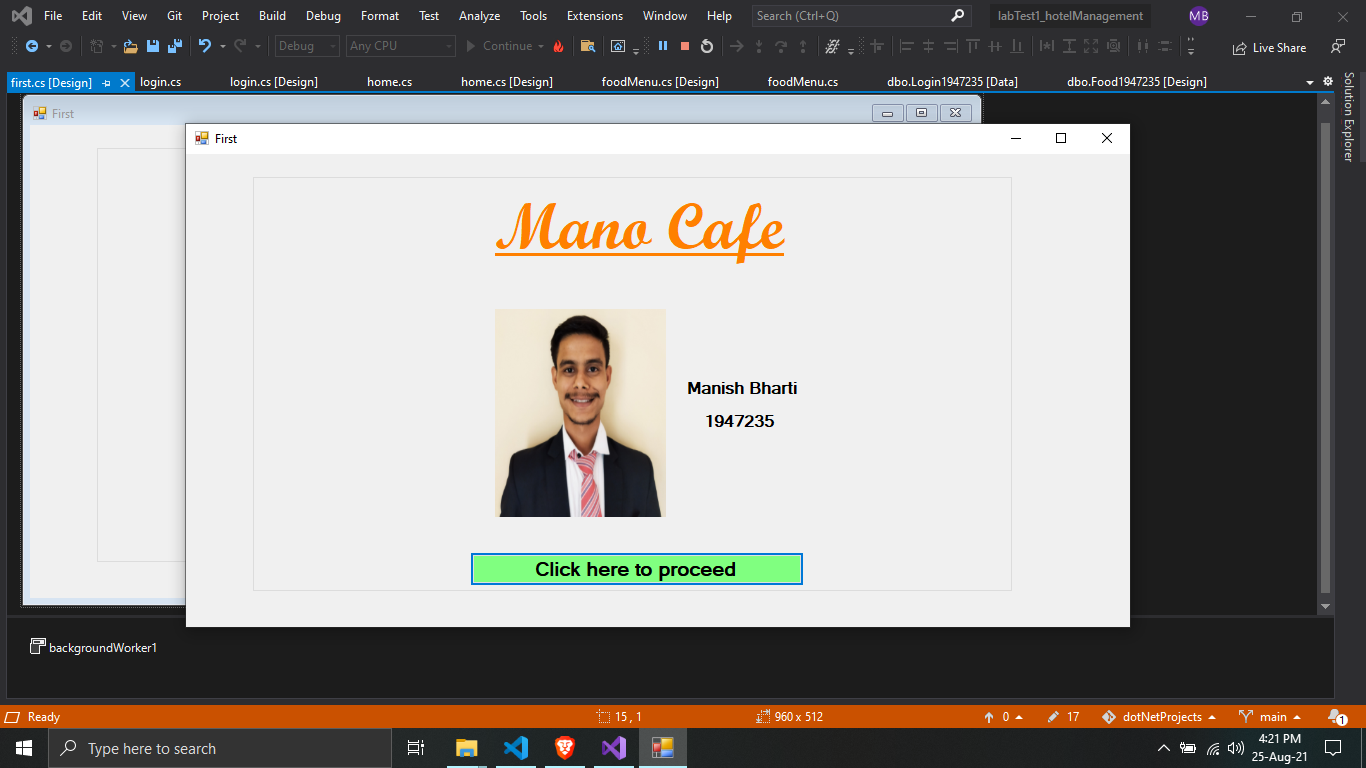 File Edit View Git Project Build Debug Format Test Analyze Tools Extensions Window Help Search (Ctrl+Q) labTest1_hotelManagement MB
Debug Any CPU Continue Live Share
first.cs [Design] login.cs login.cs [Design] home.cs home.cs [Design] foodMenu.cs [Design] foodMenu.cs dbo.Login1947235 [Data] dbo.Food1947235 [Design]
Solution Explorer
First
First
Mano Cafe
Manish Bharti
1947235
Click here to proceed
backgroundWorker1
Ready 15 , 1 960 x 512 0 17 dotNetProjects main 1
Type here to search
4:21 PM
25-Aug-21